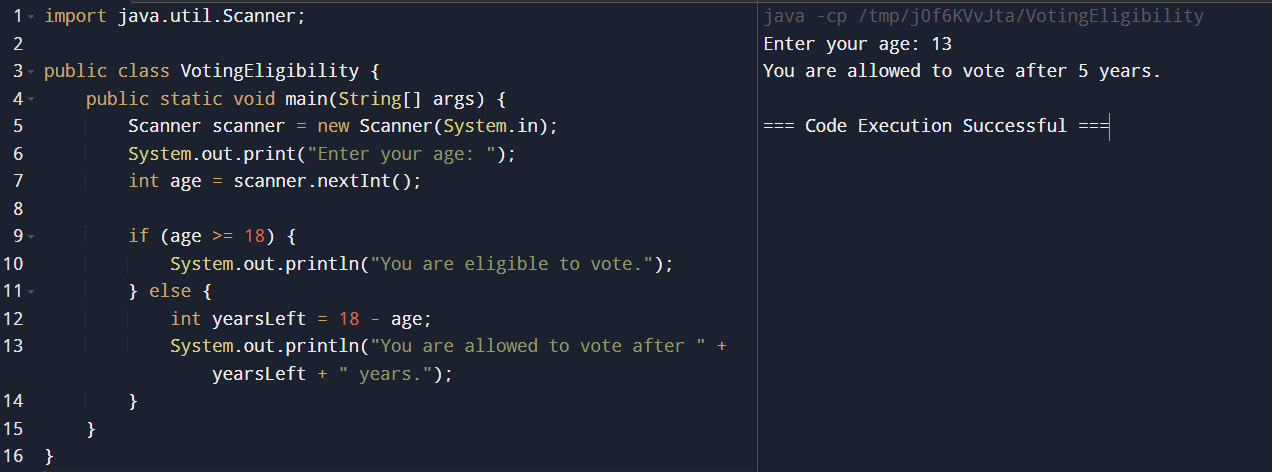 1 import java.util.Scanner;
2
3 public class VotingEligibility {
4     public static void main(String[] args) {
5         Scanner scanner = new Scanner(System.in);
6         System.out.print("Enter your age: ");
7         int age = scanner.nextInt();
8
9         if (age >= 18) {
10             System.out.println("You are eligible to vote.");
11         } else {
12             int yearsLeft = 18 - age;
13             System.out.println("You are allowed to vote after " +
                yearsLeft + " years.");
14         }
15     }
16 }
java -cp /tmp/j0f6KVvJta/VotingEligibility
Enter your age: 13
You are allowed to vote after 5 years.
=== Code Execution Successful ===